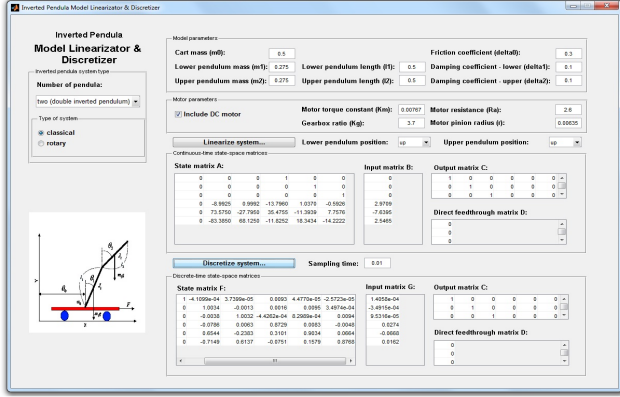 Inverted Pendula Model Linearizator & Discretizer
Inverted Pendula
Model Linearizator &
Discretizer
Inverted pendula system type
Number of pendula:
two (double inverted pendulum)
Type of system
classical
rotary
Model parameters
Cart mass (m0): 0.5 Friction coefficient (delta0): 0.3
Lower pendulum mass (m1): 0.275 Lower pendulum length (l1): 0.5 Damping coefficient - lower (delta1): 0.1
Upper pendulum mass (m2): 0.275 Upper pendulum length (l2): 0.5 Damping coefficient - upper (delta2): 0.1
Motor parameters
Include DC motor
Motor torque constant (Km): 0.00767 Motor resistance (Ra): 2.6
Gearbox ratio (Kg): 3.7 Motor pinion radius (r): 0.00635
Linearize system... Lower pendulum position: up Upper pendulum position: up
Continuous-time state-space matrices
State matrix A: Input matrix B: Output matrix C:
0 0 0 1 0 0 0 1 0 0 0 0 0
0 0 0 0 1 0 0 0 1 0 0 0 0
0 0 0 0 0 1 0 0 0 1 0 0 0
0 -8.9925 0.9992 -13.7960 1.0370 -0.5926 2.9709
0 73.5750 -27.7950 35.4755 -11.3939 7.7576 -7.6395
0 -83.3850 68.1250 -11.8252 18.3434 -14.2222 2.5465
Direct feedthrough matrix D:
0
0
0
Discretize system... Sampling time: 0.01
Discrete-time state-space matrices
State matrix F: Input matrix G: Output matrix C:
1 -4.1099e-04 3.7399e-05 0.0093 4.4770e-05 -2.5723e-05 1.4058e-04 1 0 0 0 0 0
0 1.0034 -0.0013 0.0016 0.0095 3.4974e-04 -3.4915e-04 0 1 0 0 0 0
0 -0.0038 1.0032 -4.4262e-04 8.2989e-04 0.0094 9.5316e-05 0 0 1 0 0 0
0 -0.0786 0.0063 0.8729 0.0083 -0.0048 0.0274
0 0.6544 -0.2383 0.3101 0.9034 0.0664 -0.0668
0 -0.7149 0.6137 -0.0751 0.1579 0.8768 0.0162
Direct feedthrough matrix D:
0
0
0